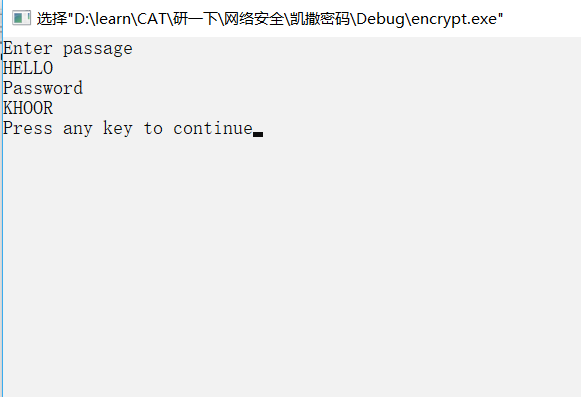 选择"D:\learn\CAT\研一下\网络安全\凯撒密码\Debug\encrypt.exe"
Enter passage
HELLO
Password
KHOOR
Press any key to continue